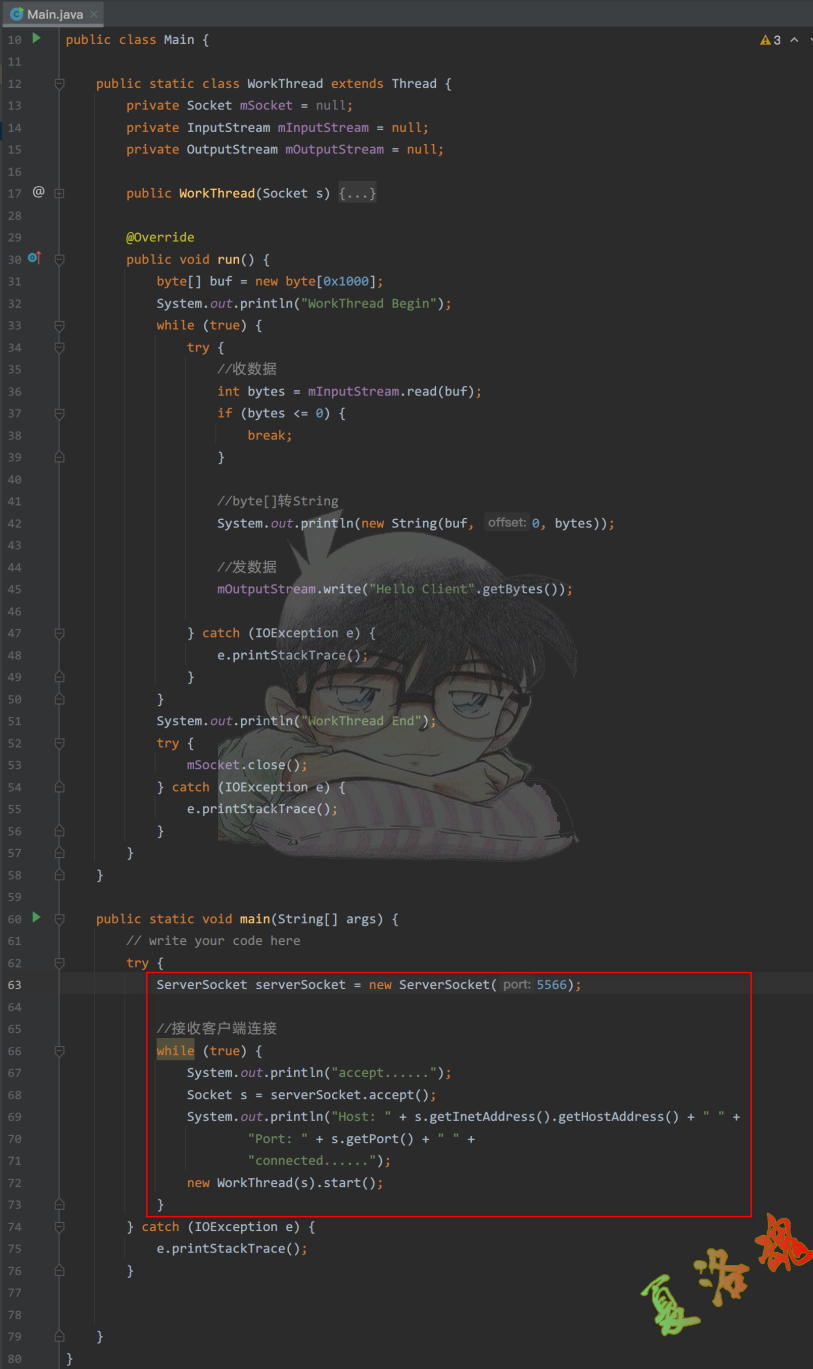 Main.java
10 public class Main { 3
11
12 public static class WorkThread extends Thread {
13 private Socket mSocket = null;
14 private InputStream mInputStream = null;
15 private OutputStream mOutputStream = null;
16
17 @ public WorkThread(Socket s) {...}
28
29 @Override
30 public void run() {
31 byte[] buf = new byte[0x1000];
32 System.out.println("WorkThread Begin");
33 while (true) {
34 try {
35 //收数据
36 int bytes = mInputStream.read(buf);
37 if (bytes <= 0) {
38 break;
39 }
40
41 //byte[]转String
42 System.out.println(new String(buf, offset: 0, bytes));
43
44 //发数据
45 mOutputStream.write("Hello Client".getBytes());
46
47 } catch (IOException e) {
48 e.printStackTrace();
49 }
50 }
51 System.out.println("WorkThread End");
52 try {
53 mSocket.close();
54 } catch (IOException e) {
55 e.printStackTrace();
56 }
57 }
58 }
59
60 public static void main(String[] args) {
61 // write your code here
62 try {
63 ServerSocket serverSocket = new ServerSocket( port: 5566);
64
65 //接收客户端连接
66 while (true) {
67 System.out.println("accept......");
68 Socket s = serverSocket.accept();
69 System.out.println("Host: " + s.getInetAddress().getHostAddress() + " " +
70 "Port: " + s.getPort() + " " +
71 "connected......");
72 new WorkThread(s).start();
73 }
74 } catch (IOException e) {
75 e.printStackTrace();
76 }
77
78
79 }
80 }
夏洛魂